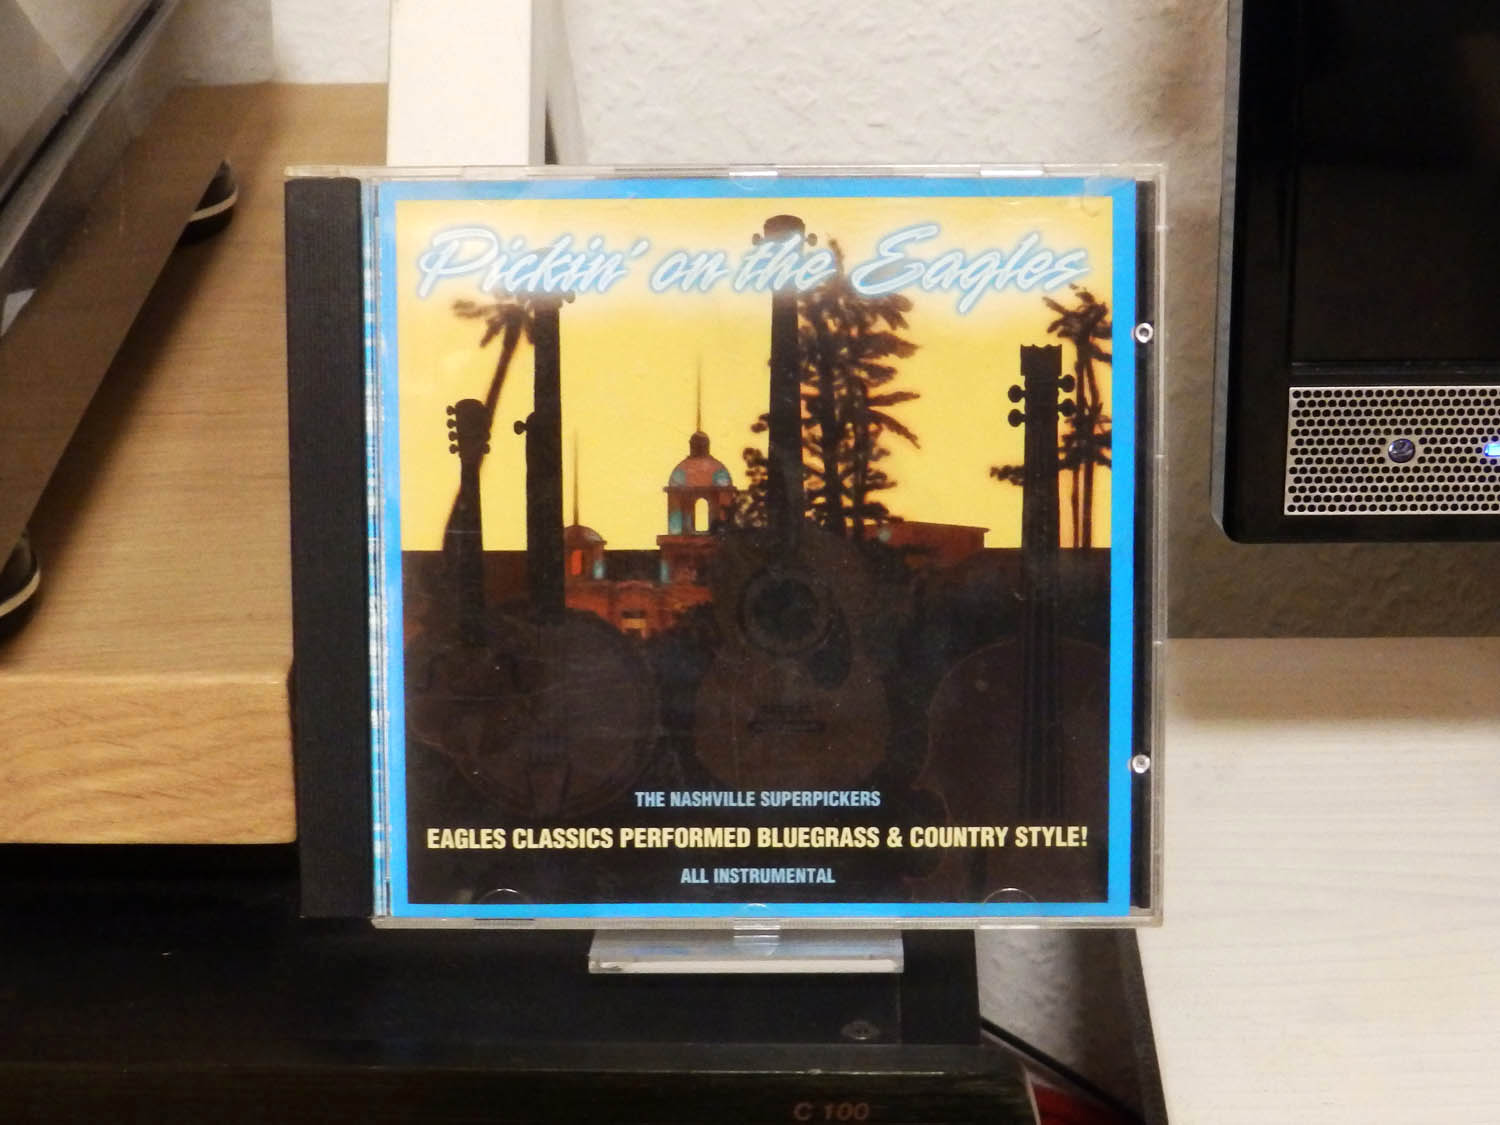 Pickin' on the Eagles
THE NASHVILLE SUPERPICKERS
EAGLES CLASSICS PERFORMED BLUEGRASS & COUNTRY STYLE!
ALL INSTRUMENTAL
C 100